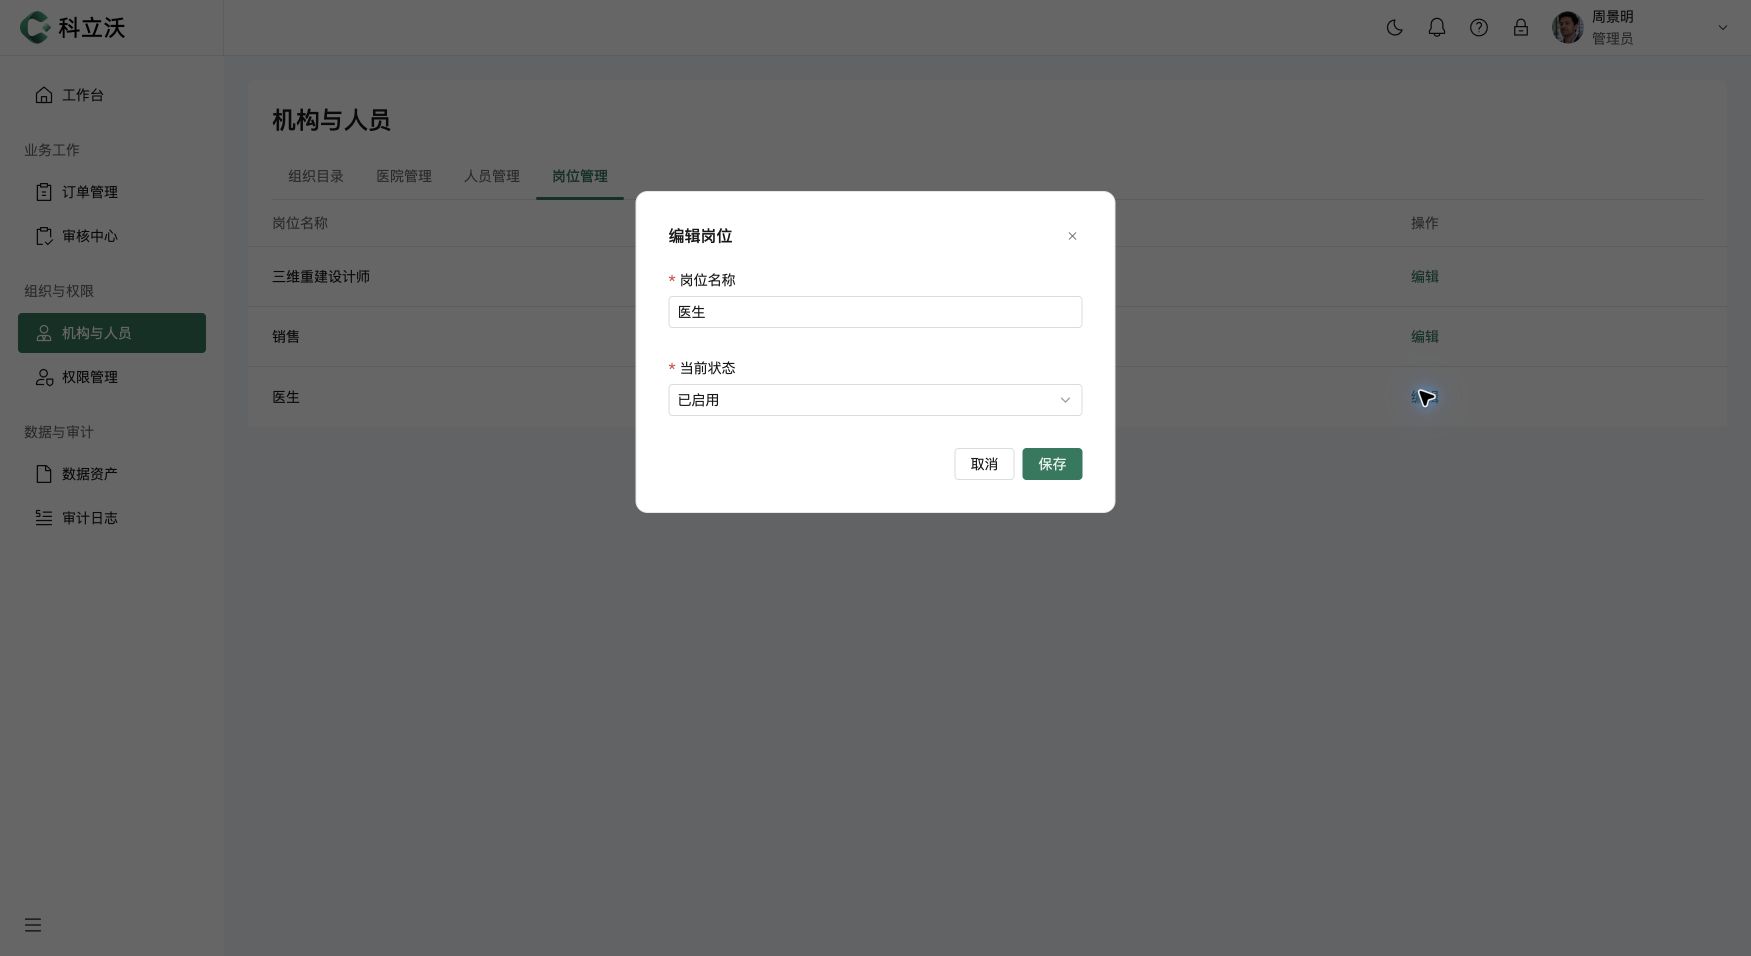 科立沃
周景明
管理员
工作台
业务工作
订单管理
审核中心
组织与权限
机构与人员
权限管理
数据与审计
数据资产
审计日志
机构与人员
组织目录 医院管理 人员管理 岗位管理
岗位名称 操作
三维重建设计师 编辑
销售 编辑
医生
编辑岗位
* 岗位名称
医生
* 当前状态
已启用
取消 保存